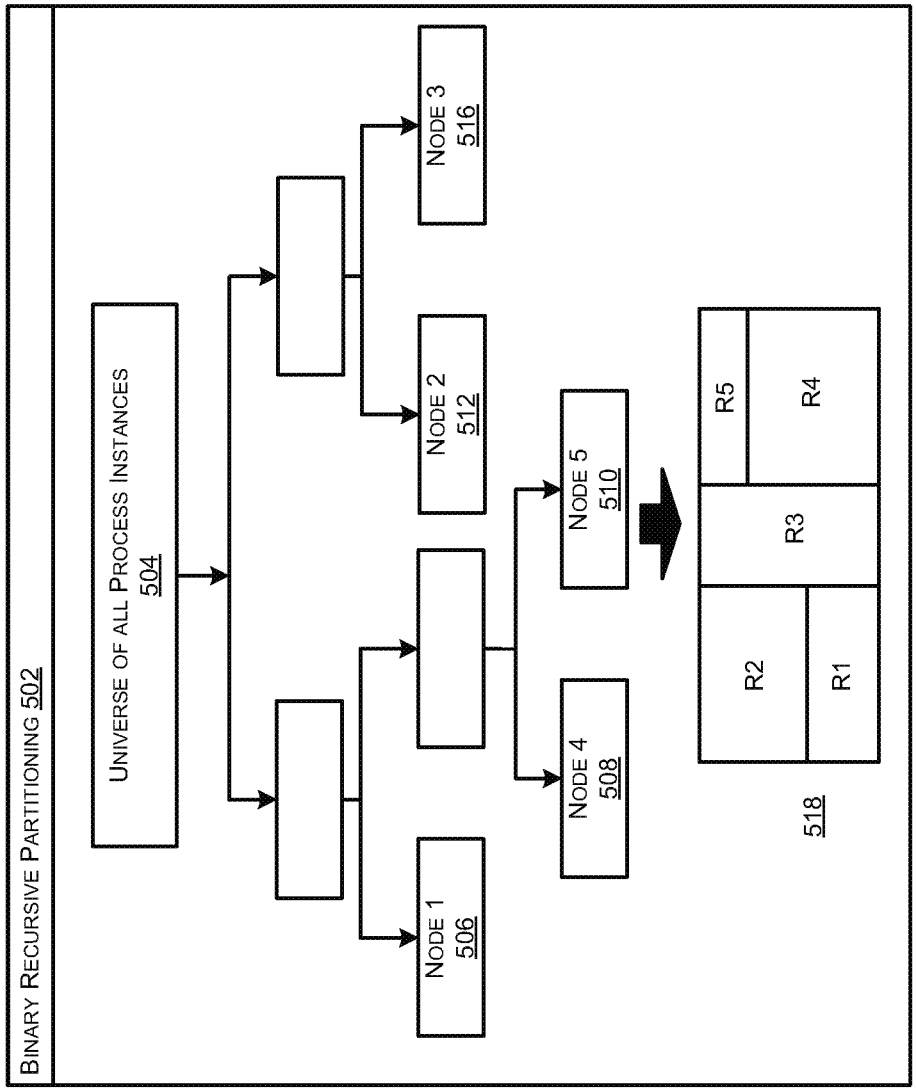 BINARY RECURSIVE PARTITIONING 502
UNIVERSE OF ALL PROCESS INSTANCES
504
NODE 1
506
NODE 2
512
NODE 3
516
NODE 4
508
NODE 5
510
R2
R3
R5
R1
R4
518